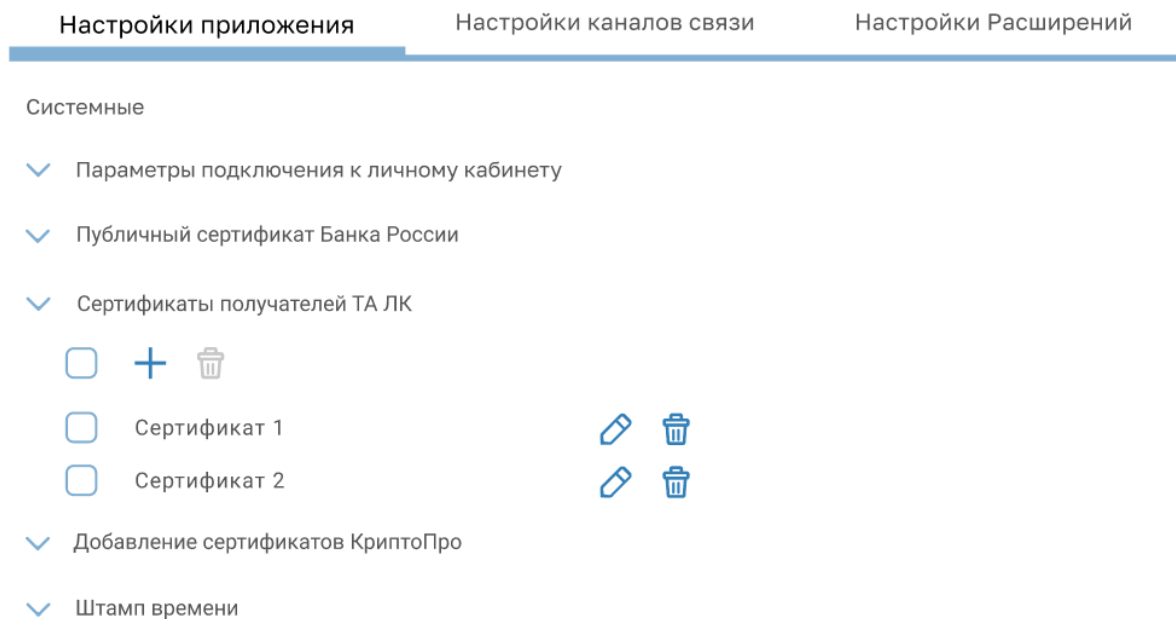 Настройки приложения Настройки каналов связи Настройки Расширений
Системные
Параметры подключения к личному кабинету
Публичный сертификат Банка России
Сертификаты получателей ТА ЛК
Сертификат 1
Сертификат 2
Добавление сертификатов КриптоПро
Штамп времени